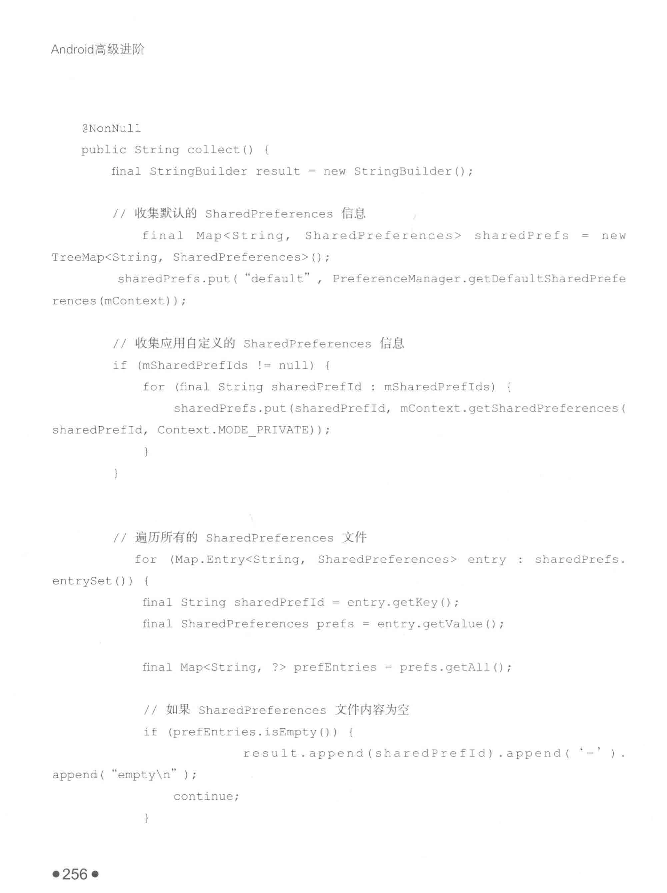 Android高级进阶
@NonNull
public String collect() {
final StringBuilder result = new StringBuilder();
// 收集默认的 SharedPreferences 信息
final Map<String, SharedPreferences> sharedPrefs = new
TreeMap<String, SharedPreferences>();
sharedPrefs.put( “default” , PreferenceManager.getDefaultSharedPrefe
rences(mContext));
// 收集应用自定义的 SharedPreferences 信息
if (mSharedPrefIds != null) {
for (final String sharedPrefId : mSharedPrefIds) {
sharedPrefs.put(sharedPrefId, mContext.getSharedPreferences(
sharedPrefId, Context.MODE_PRIVATE));
}
}
// 遍历所有的 SharedPreferences 文件
for (Map.Entry<String, SharedPreferences> entry : sharedPrefs.
entrySet()) {
final String sharedPrefId = entry.getKey();
final SharedPreferences prefs = entry.getValue();
final Map<String, ?> prefEntries = prefs.getAll();
// 如果 SharedPreferences 文件内容为空
if (prefEntries.isEmpty()) {
result.append(sharedPrefId).append( ‘=’ ).
append( “empty\n” );
continue;
}
●256●